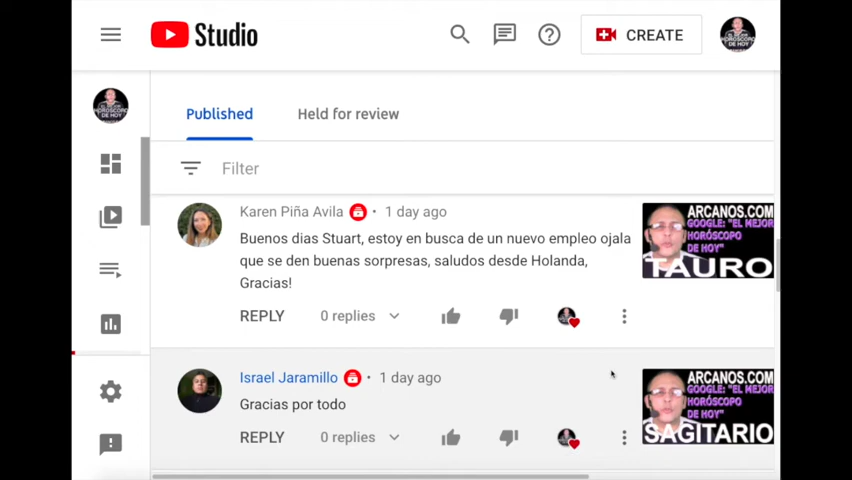 Studio
CREATE
Published
Held for review
Filter
Karen Piña Avila • 1 day ago
Buenos dias Stuart, estoy en busca de un nuevo empleo ojala
que se den buenas sorpresas, saludos desde Holanda,
Gracias!
REPLY
0 replies
ARCANOS.COM
GOOGLE: "EL MEJOR
HORÓSCOPO
DE HOY"
TAURO
Israel Jaramillo • 1 day ago
Gracias por todo
REPLY
0 replies
ARCANOS.COM
GOOGLE: "EL MEJOR
HORÓSCOPO
DE HOY"
SAGITARIO